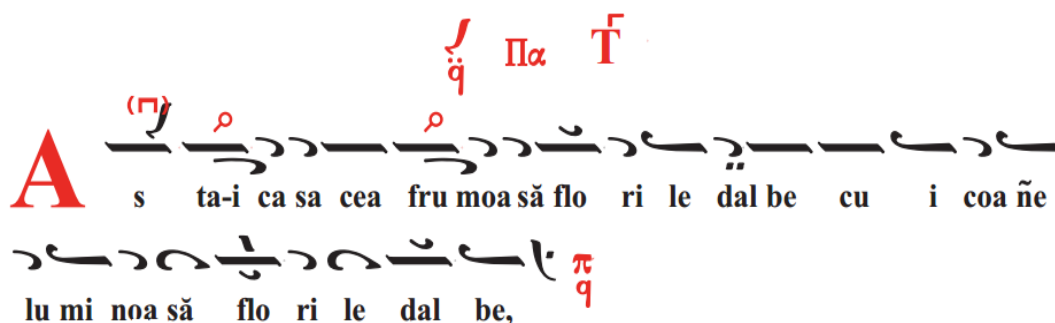 Πα
(Π)
A s ta-i ca sa cea fru moa să flo ri le dal be cu i coa ñe
lu mi noa să flo ri le dal be, π q